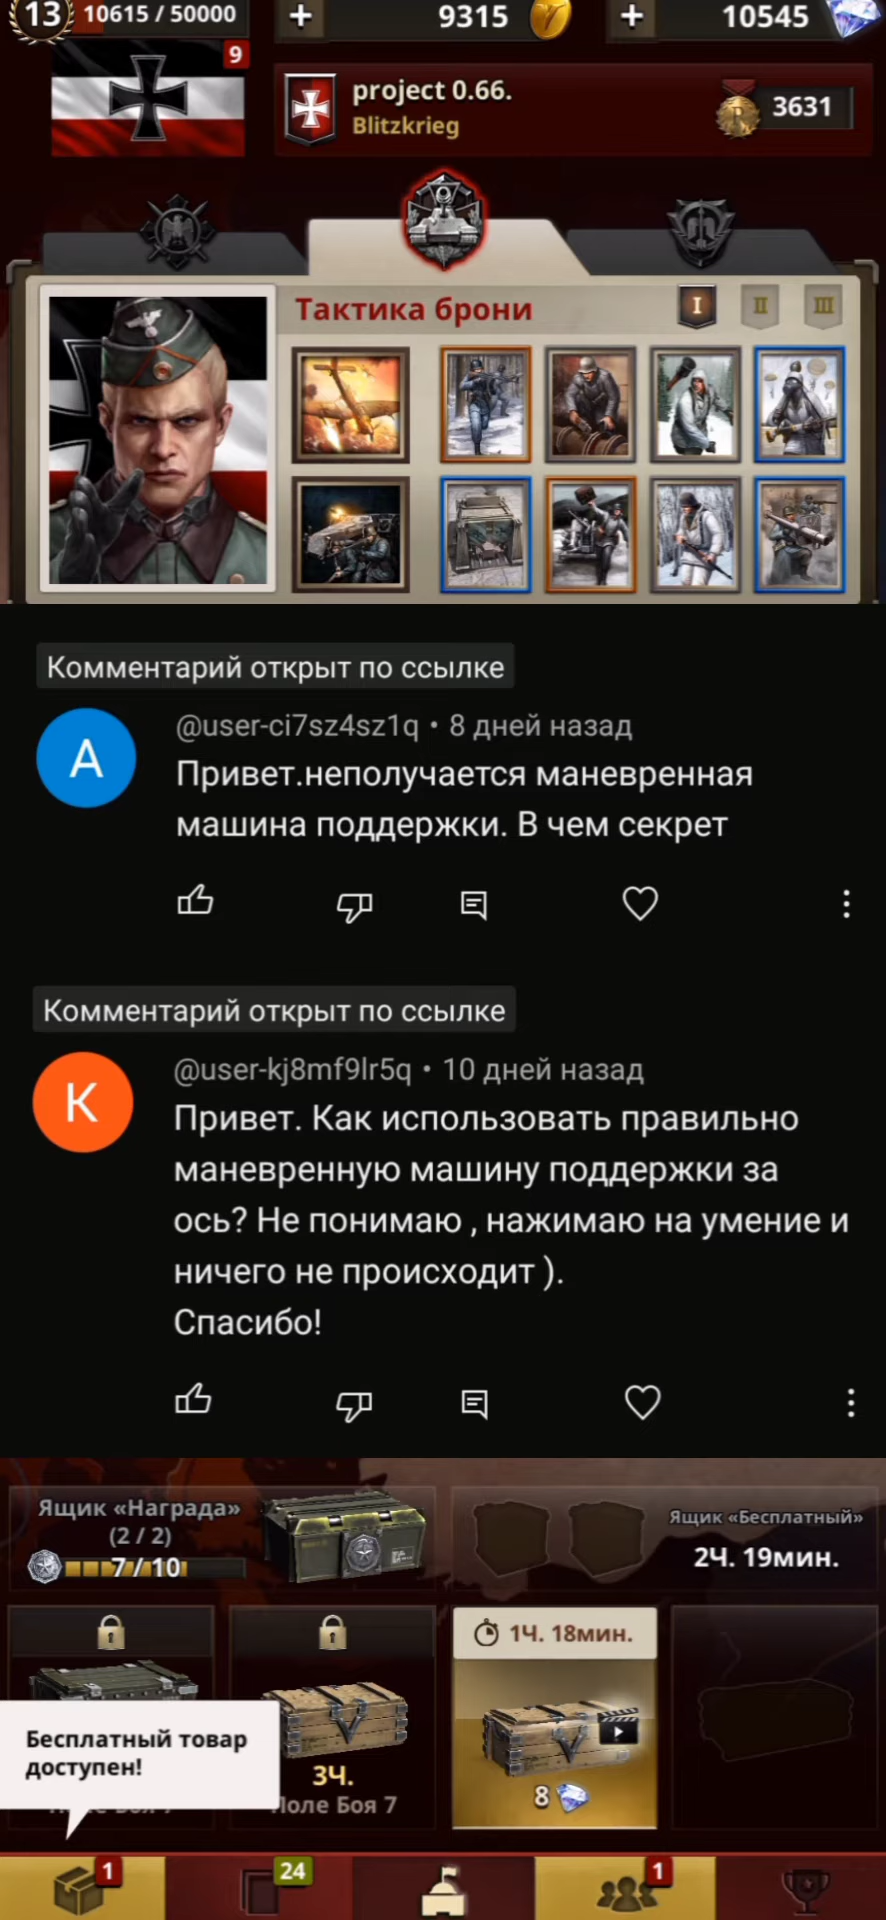 13
10615 / 50000
9315
10545
9
project 0.66.
3631
Blitzkrieg
Тактика брони
I
II
III
Комментарий открыт по ссылке
A
@user-ci7sz4sz1q • 8 дней назад
Привет.неполучается маневренная
машина поддержки. В чем секрет
Комментарий открыт по ссылке
K
@user-kj8mf9lr5q • 10 дней назад
Привет. Как использовать правильно
маневренную машину поддержки за
ось? Не понимаю , нажимаю на умение и
ничего не происходит ).
Спасибо!
Ящик «Награда»
(2 / 2)
7/10
Ящик «Бесплатный»
2Ч. 19мин.
1Ч. 18мин.
Бесплатный товар
доступен!
3Ч.
Поле Боя 7
8
1
24
1